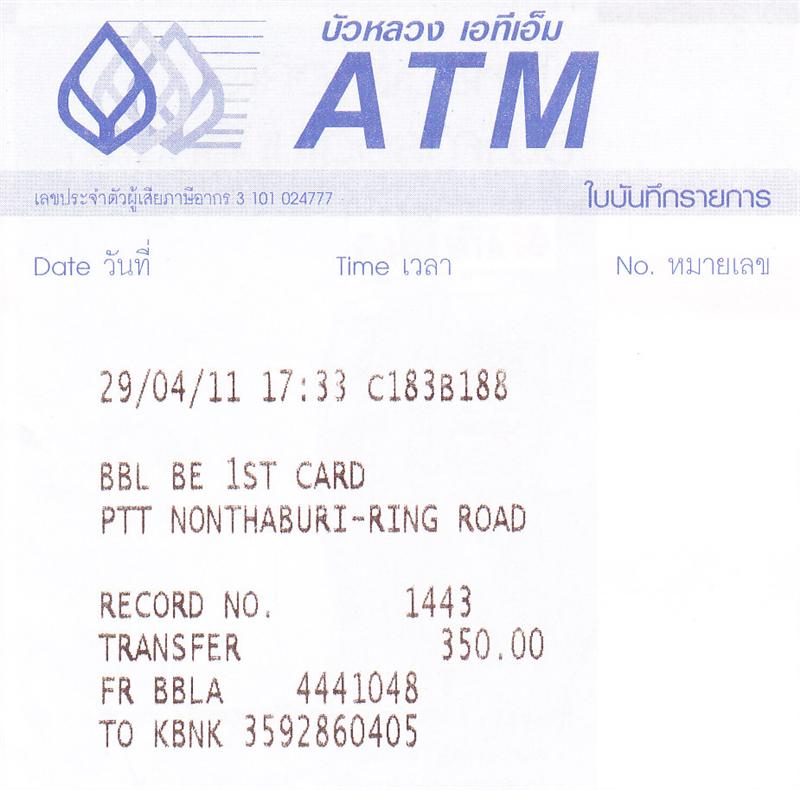 บัวหลวง เอทีเอ็ม
ATM
เลขประจำตัวผู้เสียภาษีอากร 3 101 024777
ใบบันทึกรายการ
Date วันที่ Time เวลา No. หมายเลข
29/04/11 17:33 C183B188
BBL BE 1ST CARD
PTT NONTHABURI-RING ROAD
RECORD NO. 1443
TRANSFER 350.00
FR BBLA 4441048
TO KBNK 3592860405